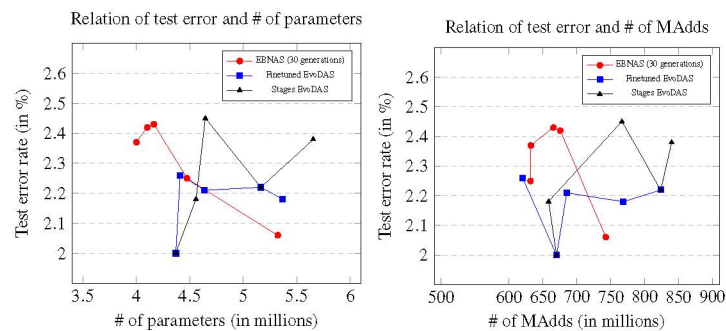 Relation of test error and # of parameters
EBNAS (30 generations)
Finetuned EvoDAS
Stages EvoDAS
2.6
2.5
2.4
2.3
2.2
2.1
2
Test error rate (in %)
3.5 4 4.5 5 5.5 6
# of parameters (in millions)
Relation of test error and # of MAdds
EBNAS (30 generations)
Finetuned EvoDAS
Stages EvoDAS
2.6
2.5
2.4
2.3
2.2
2.1
2
Test error rate (in %)
500 600 650 700 750 800 850 900
# of MAdds (in millions)